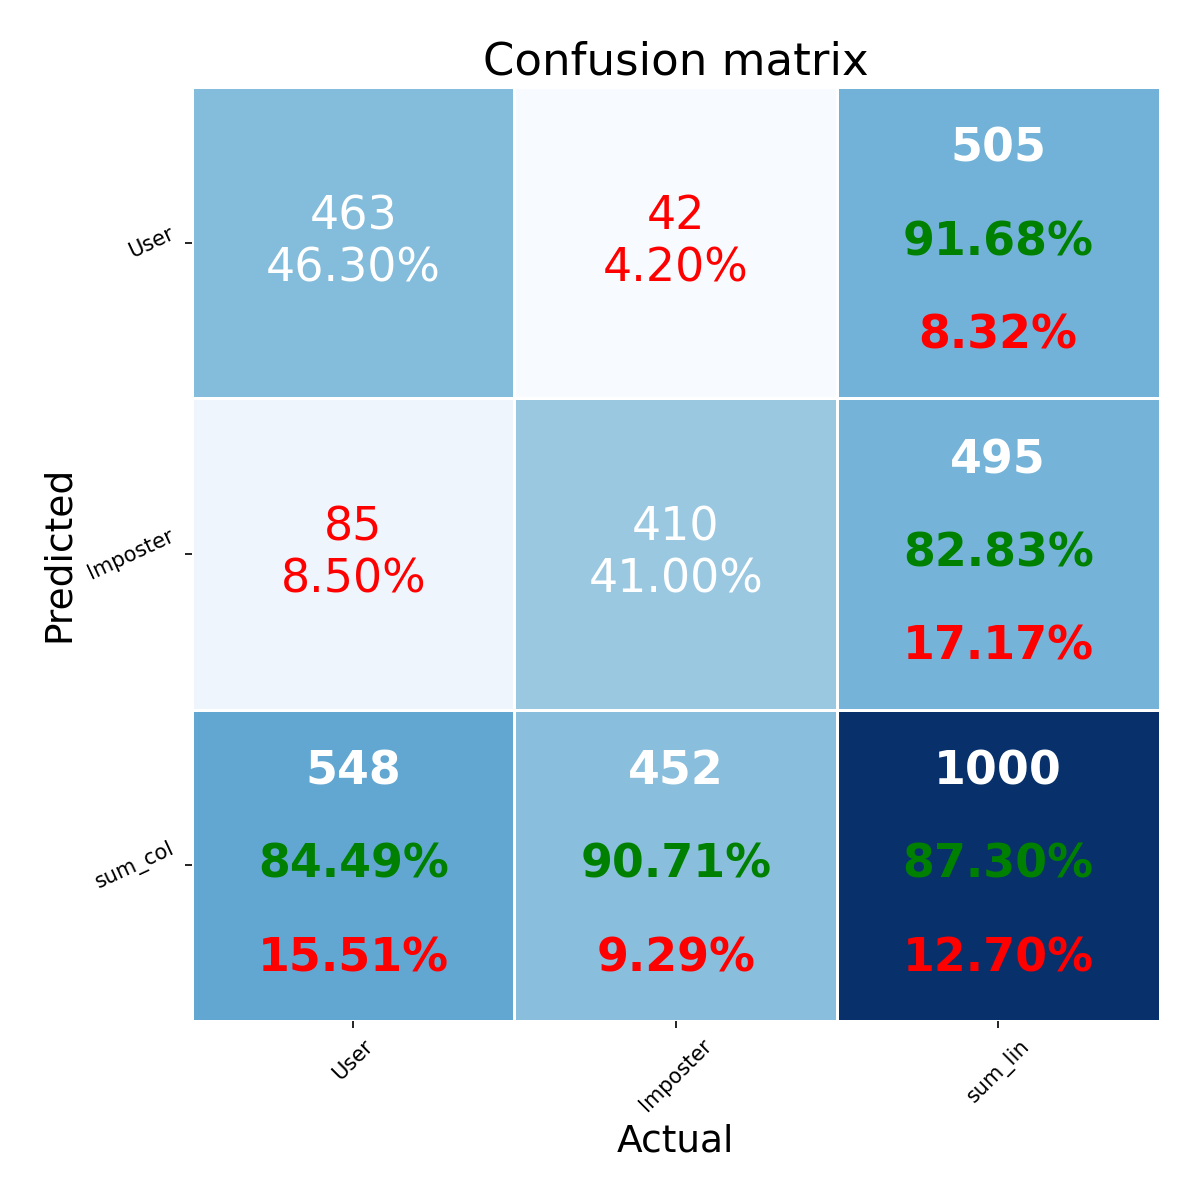 Confusion matrix
User
463
46.30%
42
4.20%
505
91.68%
8.32%
Predicted
Imposter
85
8.50%
410
41.00%
495
82.83%
17.17%
sum_col
548
84.49%
15.51%
452
90.71%
9.29%
1000
87.30%
12.70%
User
Imposter
sum_lin
Actual